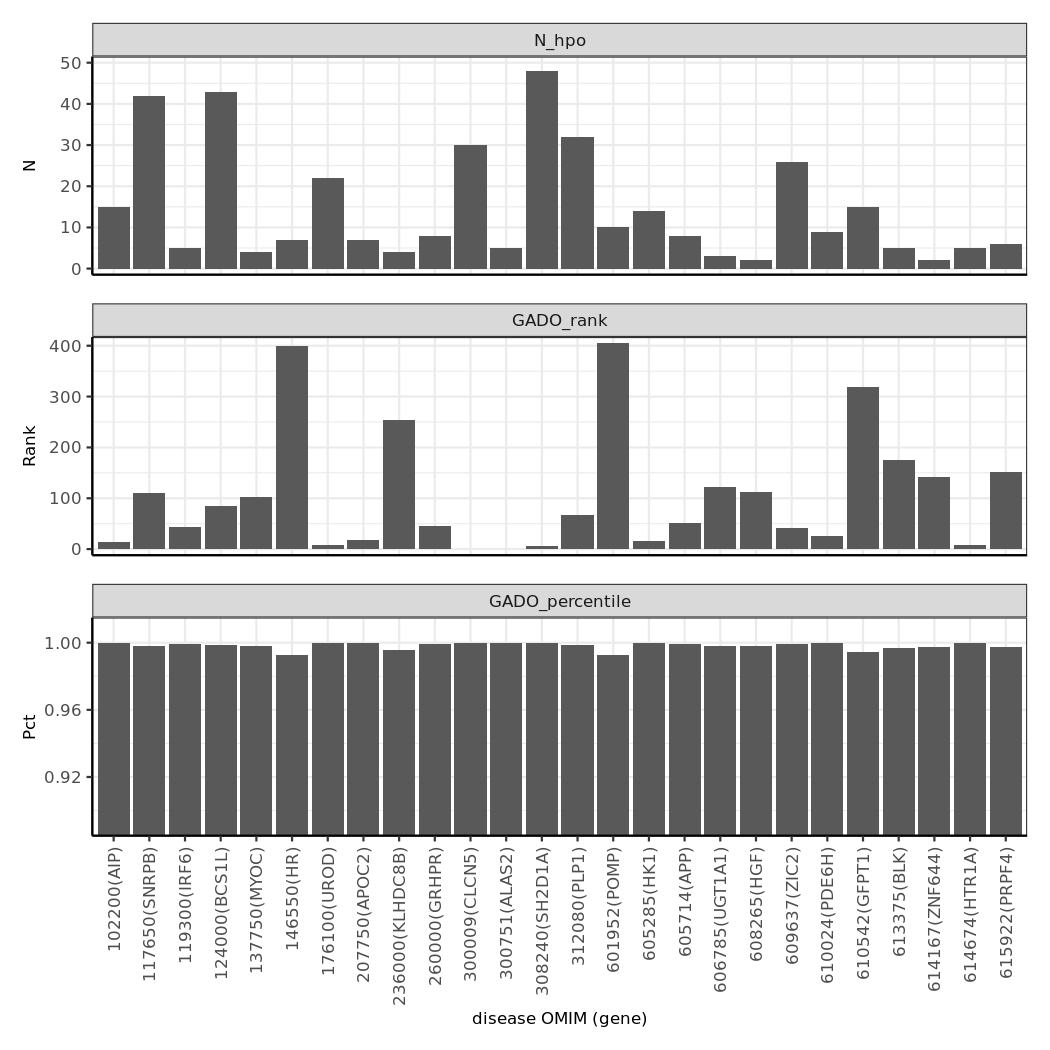 N_hpo
50
40
30
20
10
0
N
GADO_rank
400
300
200
100
0
Rank
GADO_percentile
1.00
0.96
0.92
Pct
102200(AIP)
117650(SNRPB)
119300(IRF6)
124000(BCS1L)
137750(MYOC)
146550(HR)
176100(UROD)
207750(APOC2)
236000(KLHDC8B)
260000(GRHPR)
300009(CLCN5)
300751(ALAS2)
308240(SH2D1A)
312080(PLP1)
601952(POMP)
605285(HK1)
605714(APP)
606785(UGT1A1)
608265(HGF)
609637(ZIC2)
610024(PDE6H)
610542(GFPT1)
613375(BLK)
614167(ZNF644)
614674(HTR1A)
615922(PRPF4)
disease OMIM (gene)